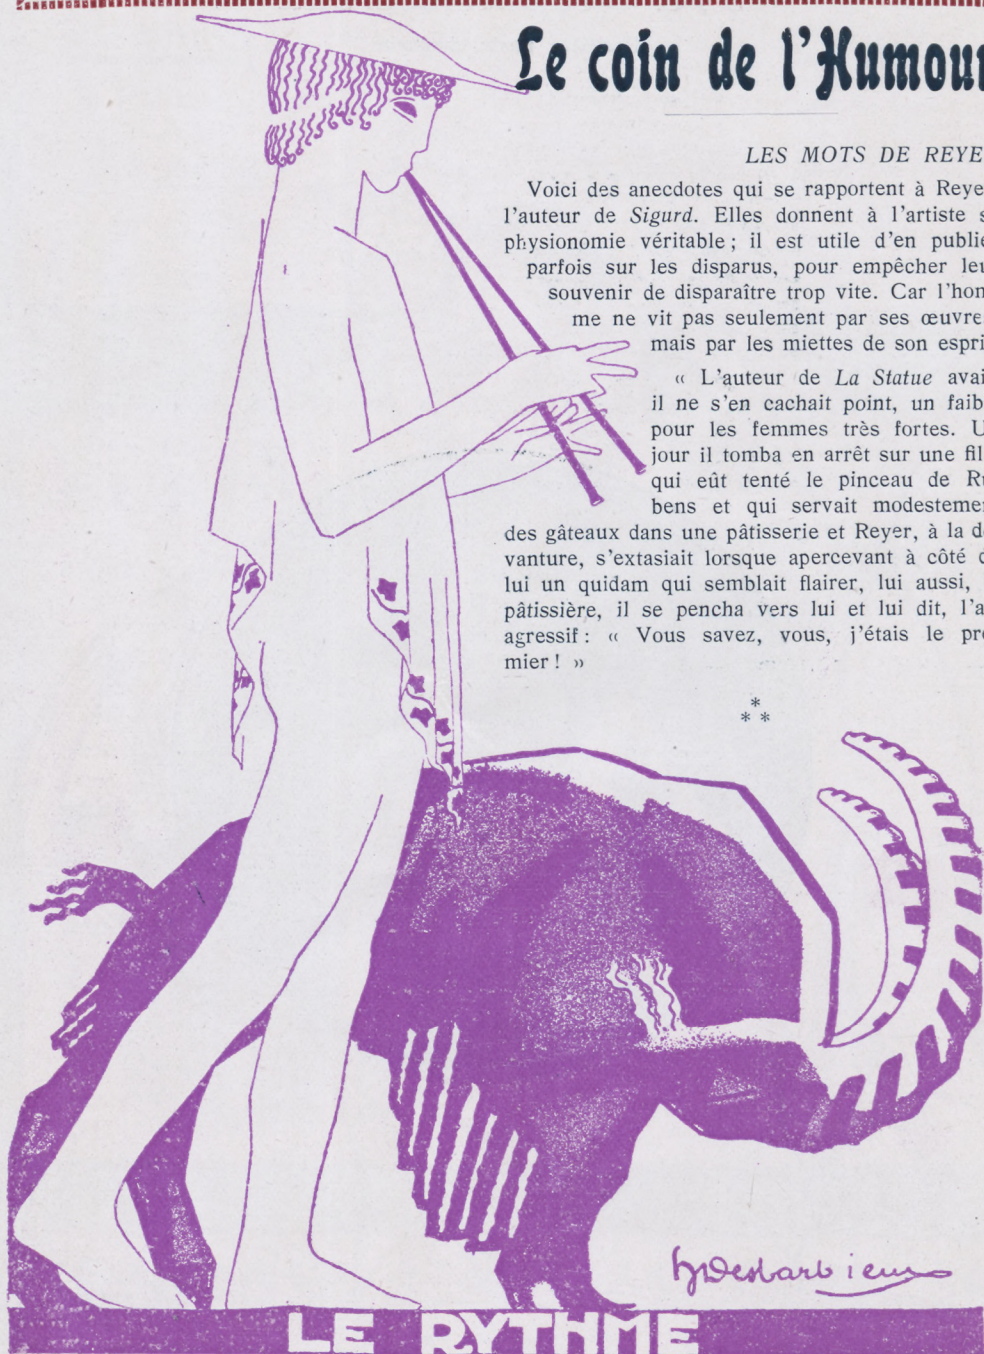 Le coin de l'Humour
LES MOTS DE REYE
Voici des anecdotes qui se rapportent à Reye
l'auteur de Sigurd. Elles donnent à l'artiste s
physionomie véritable ; il est utile d'en publie
parfois sur les disparus, pour empêcher leu
souvenir de disparaître trop vite. Car l'hom
me ne vit pas seulement par ses œuvre
mais par les miettes de son espri
« L'auteur de La Statue avai
il ne s'en cachait point, un faib
pour les femmes très fortes. U
jour il tomba en arrêt sur une fil
qui eût tenté le pinceau de Ru
bens et qui servait modestemen
des gâteaux dans une pâtisserie et Reyer, à la de
vanture, s'extasiait lorsque apercevant à côté d
lui un quidam qui semblait flairer, lui aussi,
pâtissière, il se pencha vers lui et lui dit, l'a
agressif : « Vous savez, vous, j'étais le pre
mier ! »
*
* *
LE RYTHME